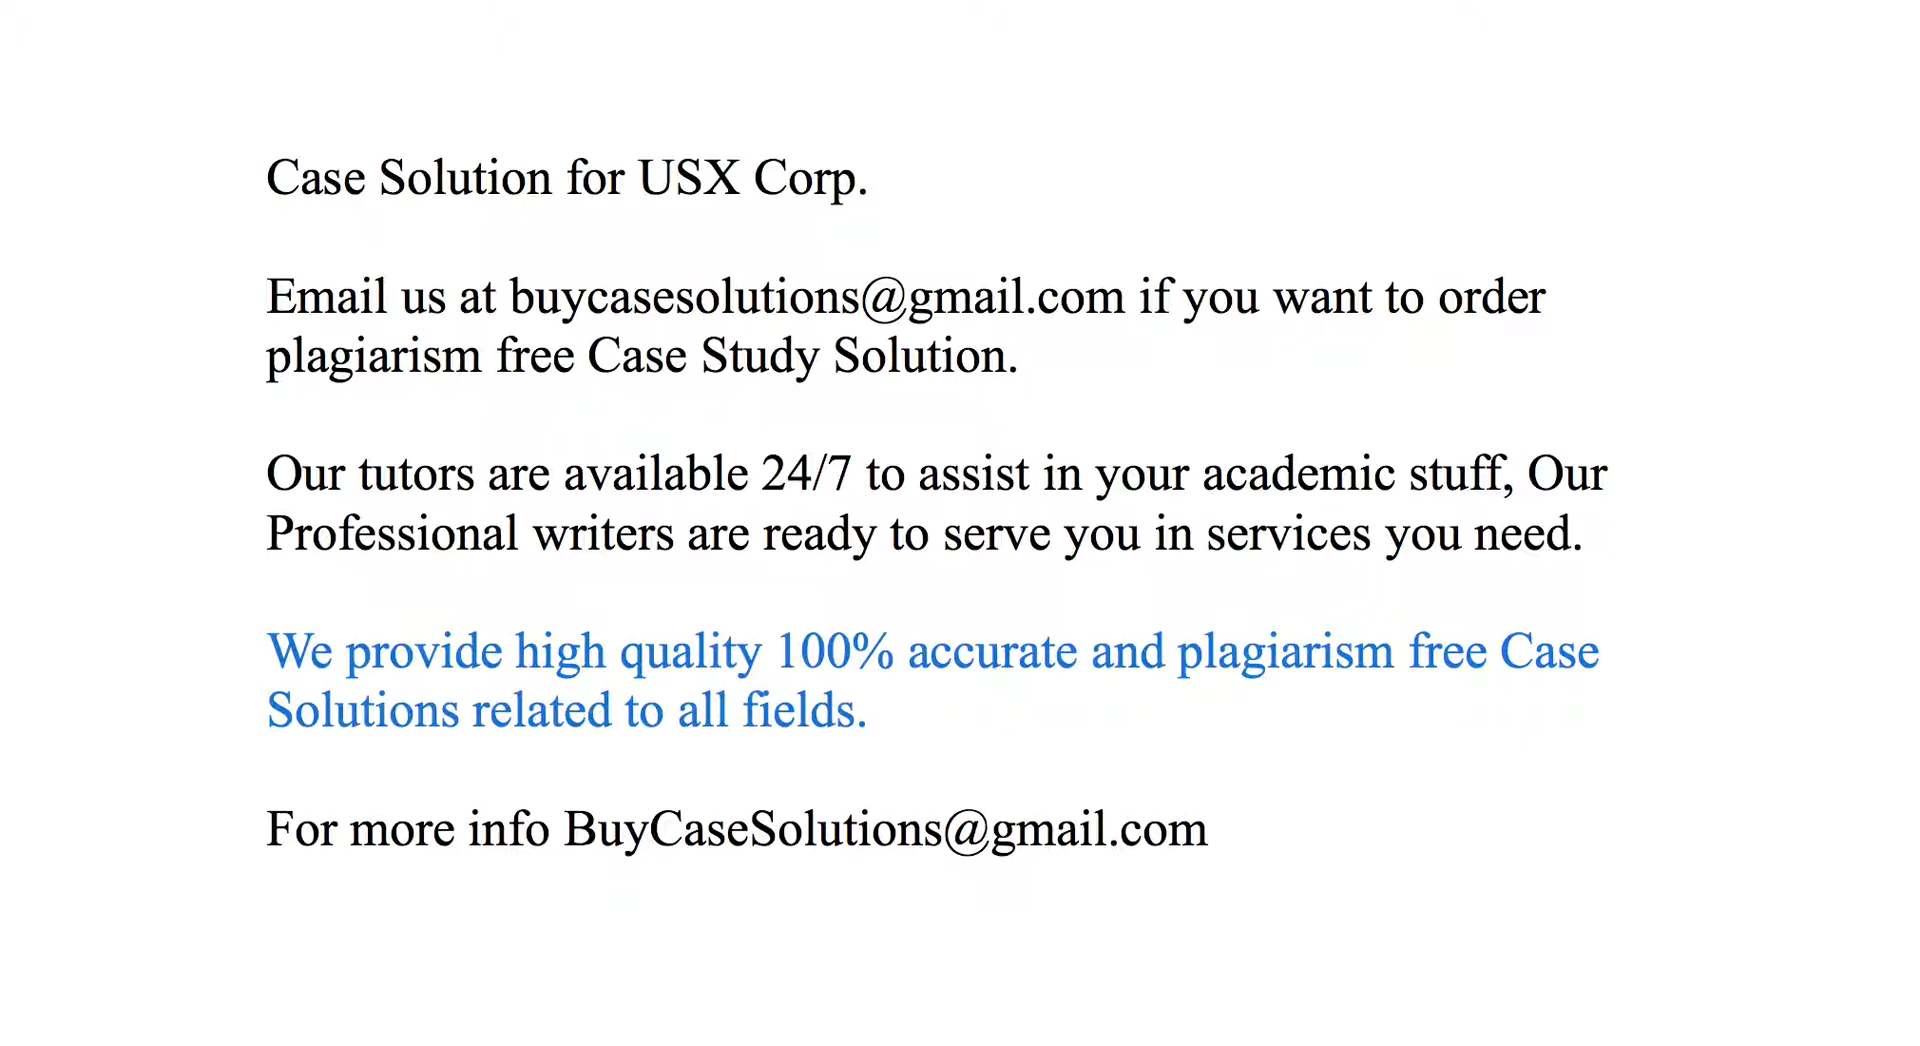 Case Solution for USX Corp.
Email us at buycasesolutions@gmail.com if you want to order
plagiarism free Case Study Solution.
Our tutors are available 24/7 to assist in your academic stuff, Our
Professional writers are ready to serve you in services you need.
We provide high quality 100% accurate and plagiarism free Case
Solutions related to all fields.
For more info BuyCaseSolutions@gmail.com